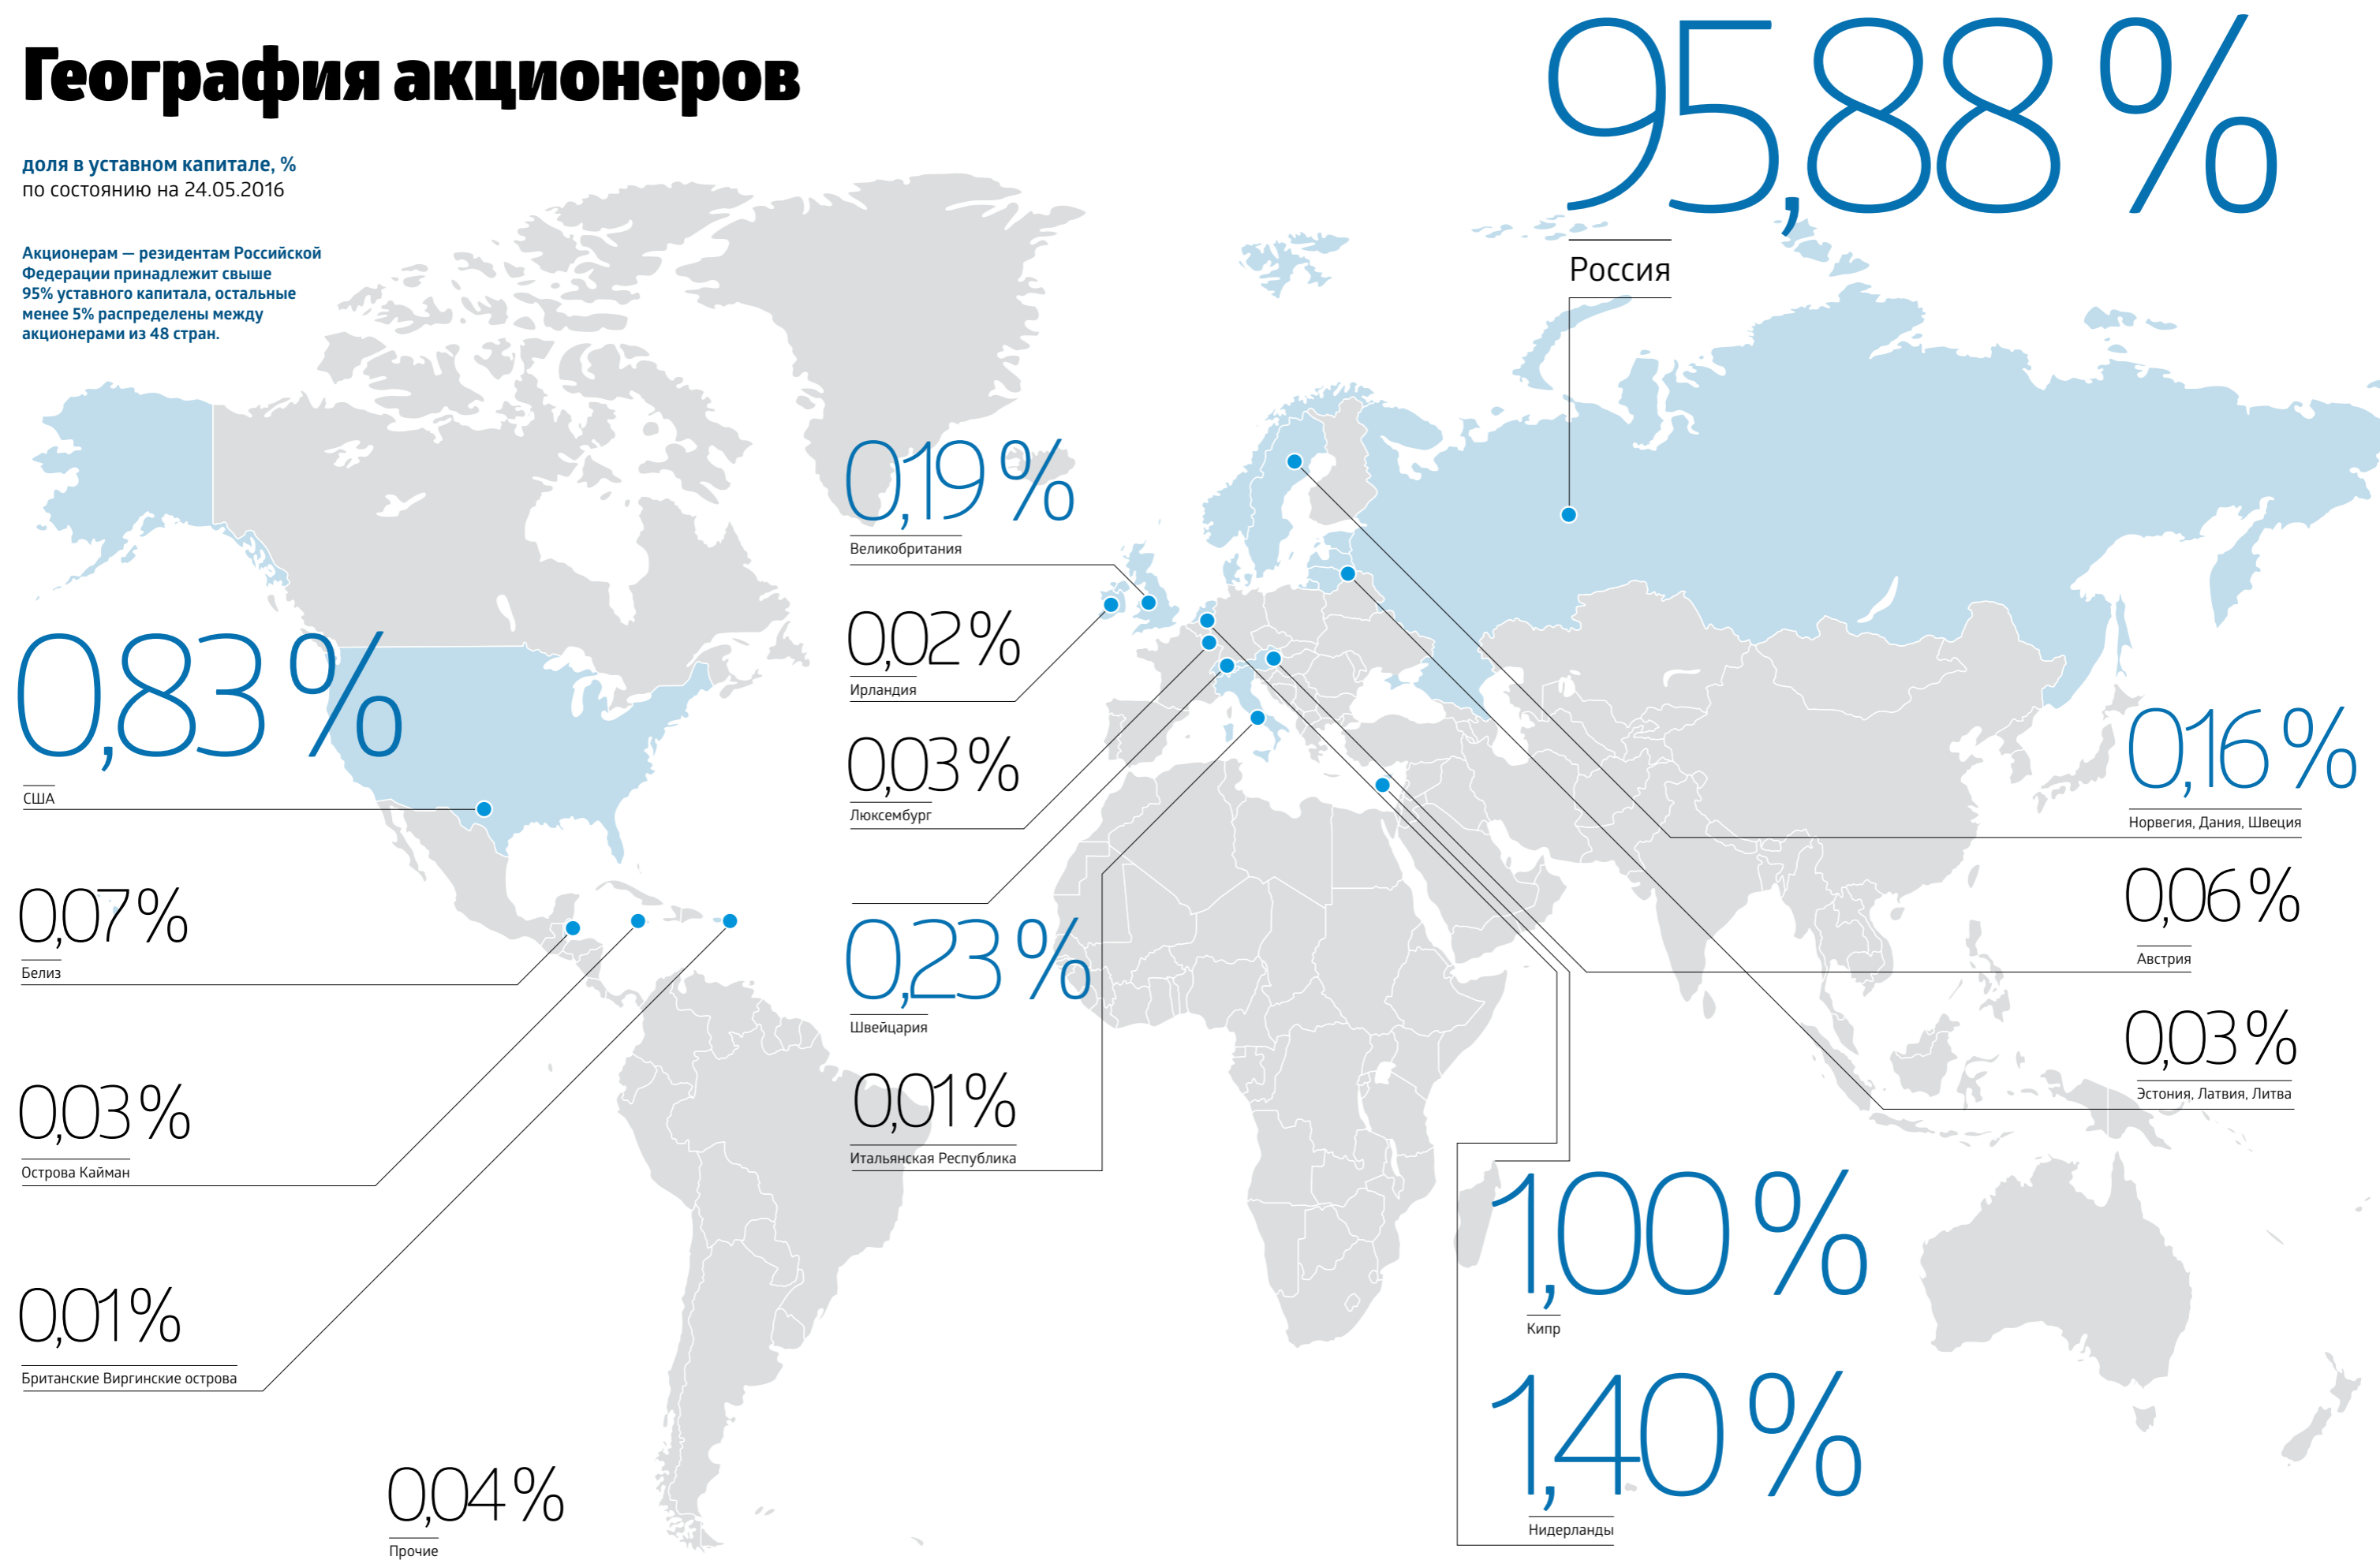 География акционеров
доля в уставном капитале, %
по состоянию на 24.05.2016
Акционерам — резидентам Российской
Федерации принадлежит свыше
95% уставного капитала, остальные
менее 5% распределены между
акционерами из 48 стран.
95,88 %
Россия
0,83 %
США
0,07 %
Белиз
0,03 %
Острова Кайман
0,01 %
Британские Виргинские острова
0,04 %
Прочие
0,19 %
Великобритания
0,02 %
Ирландия
0,03 %
Люксембург
0,23 %
Швейцария
0,01 %
Итальянская Республика
0,16 %
Норвегия, Дания, Швеция
0,06 %
Австрия
0,03 %
Эстония, Латвия, Литва
1,00 %
Кипр
1,40 %
Нидерланды